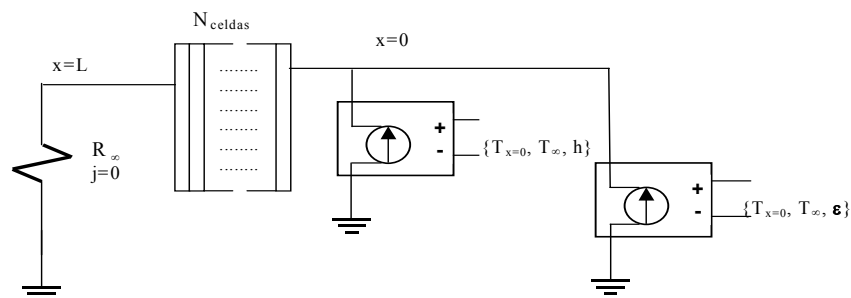 N celdas
x=L
x=0
R ∞
j=0
+
-
{T x=0, T ∞, h}
+
-
{T x=0, T ∞, ε}